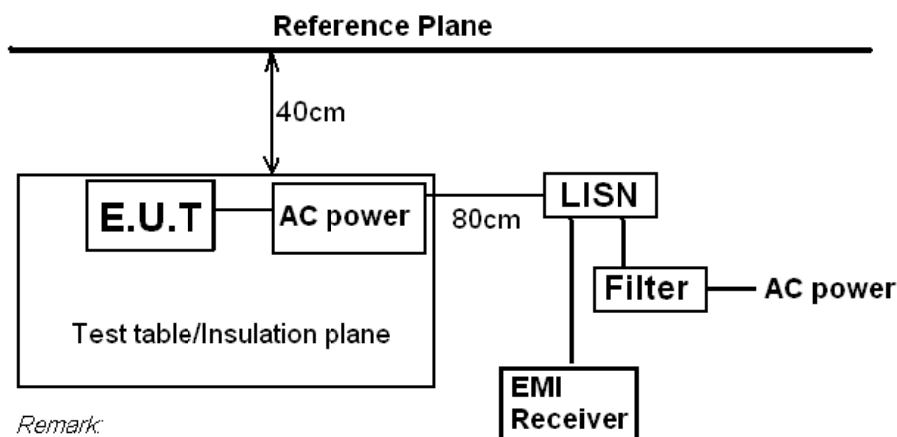 Reference Plane
40cm
E.U.T
AC power
80cm
LISN
Filter
AC power
Test table/Insulation plane
EMI
Receiver
Remark: